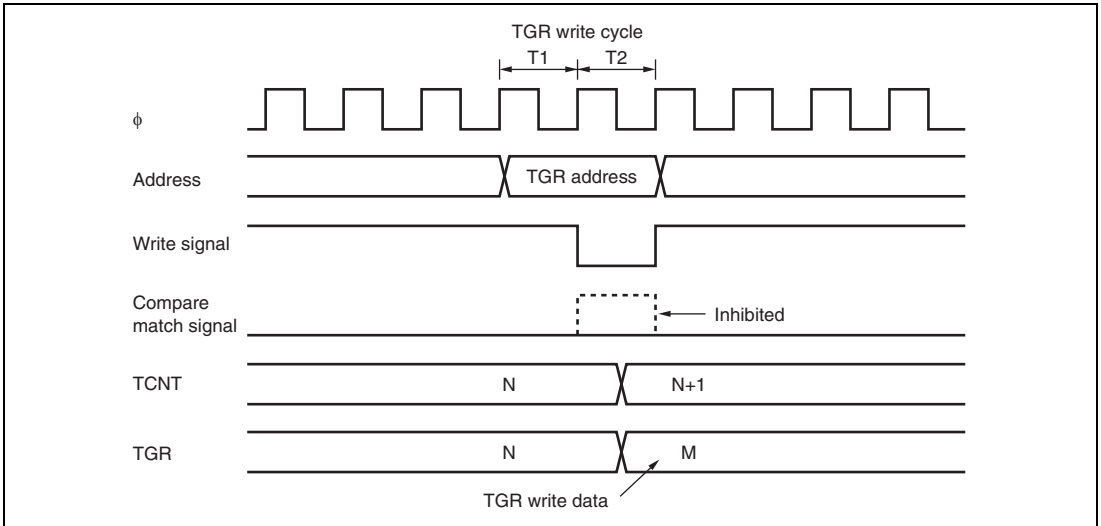 TGR write cycle
T1 T2
ϕ
Address TGR address
Write signal
Compare
match signal Inhibited
TCNT N N+1
TGR N M
TGR write data